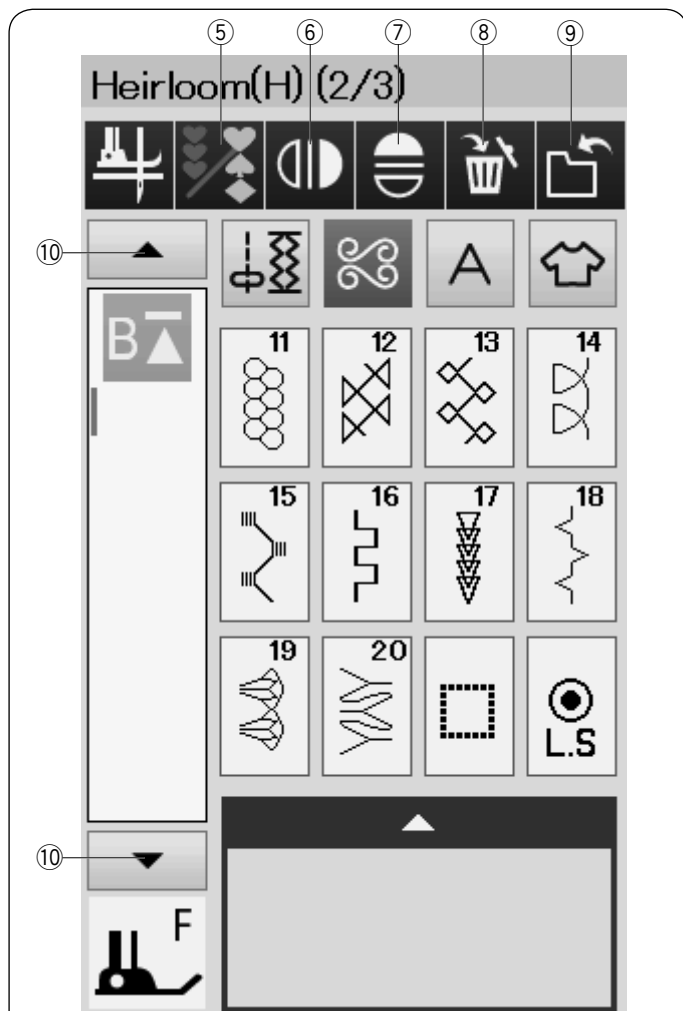 ⑤ ⑥ ⑦ ⑧ ⑨
Heirloom(H) (2/3)
⑩
A
B
11 12 13 14
15 16 17 18
19 20
L.S
⑩
F